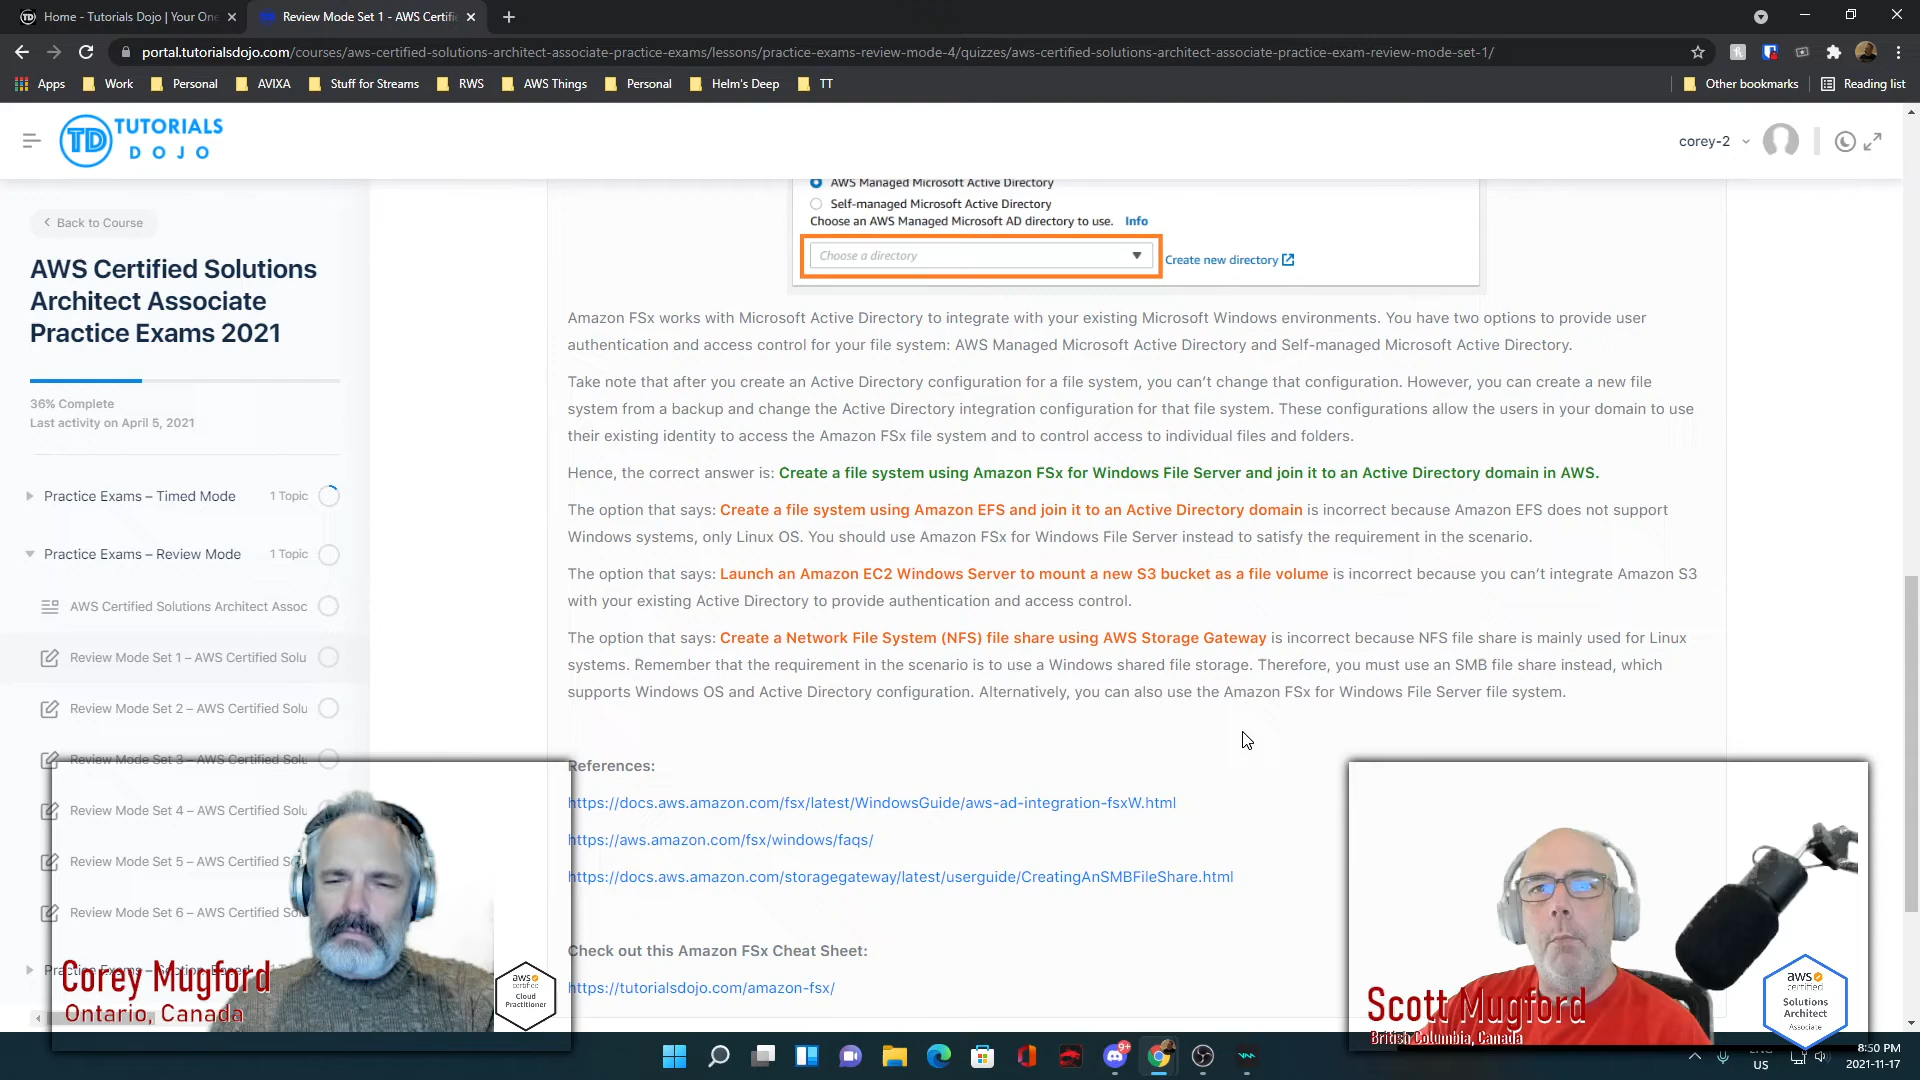 Home - Tutorials Dojo | Your One
Review Mode Set 1 - AWS Certifi
portal.tutorialsdojo.com/courses/aws-certified-solutions-architect-associate-practice-exams/lessons/practice-exams-review-mode-4/quizzes/aws-certified-solutions-architect-associate-practice-exam-review-mode-set-1/
Apps Work Personal AVIXA Stuff for Streams RWS AWS Things Personal Helm's Deep TT Other bookmarks Reading list
TD TUTORIALS DOJO
corey-2
Back to Course
AWS Certified Solutions
Architect Associate
Practice Exams 2021
36% Complete
Last activity on April 5, 2021
Practice Exams – Timed Mode 1 Topic
Practice Exams – Review Mode 1 Topic
AWS Certified Solutions Architect Assoc
Review Mode Set 1 – AWS Certified Solu
Review Mode Set 2 – AWS Certified Solu
Review Mode Set 3 – AWS Certified Solu
Review Mode Set 4 – AWS Certified Solu
Review Mode Set 5 – AWS Certified S
Review Mode Set 6 – AWS Certified So
AWS Managed Microsoft Active Directory
Self-managed Microsoft Active Directory
Choose an AWS Managed Microsoft AD directory to use. Info
Choose a directory
Create new directory
Amazon FSx works with Microsoft Active Directory to integrate with your existing Microsoft Windows environments. You have two options to provide user
authentication and access control for your file system: AWS Managed Microsoft Active Directory and Self-managed Microsoft Active Directory.
Take note that after you create an Active Directory configuration for a file system, you can't change that configuration. However, you can create a new file
system from a backup and change the Active Directory integration configuration for that file system. These configurations allow the users in your domain to use
their existing identity to access the Amazon FSx file system and to control access to individual files and folders.
Hence, the correct answer is: Create a file system using Amazon FSx for Windows File Server and join it to an Active Directory domain in AWS.
The option that says: Create a file system using Amazon EFS and join it to an Active Directory domain is incorrect because Amazon EFS does not support
Windows systems, only Linux OS. You should use Amazon FSx for Windows File Server instead to satisfy the requirement in the scenario.
The option that says: Launch an Amazon EC2 Windows Server to mount a new S3 bucket as a file volume is incorrect because you can't integrate Amazon S3
with your existing Active Directory to provide authentication and access control.
The option that says: Create a Network File System (NFS) file share using AWS Storage Gateway is incorrect because NFS file share is mainly used for Linux
systems. Remember that the requirement in the scenario is to use a Windows shared file storage. Therefore, you must use an SMB file share instead, which
supports Windows OS and Active Directory configuration. Alternatively, you can also use the Amazon FSx for Windows File Server file system.
References:
https://docs.aws.amazon.com/fsx/latest/WindowsGuide/aws-ad-integration-fsxW.html
https://aws.amazon.com/fsx/windows/faqs/
https://docs.aws.amazon.com/storagegateway/latest/userguide/CreatingAnSMBFileShare.html
Check out this Amazon FSx Cheat Sheet:
https://tutorialsdojo.com/amazon-fsx/
Corey Mugford
Ontario, Canada
aws
certified
Cloud
Practitioner
Scott Mugford
British Columbia, Canada
aws
certified
Solutions
Architect
Associate
9+
US
8:50 PM
2021-11-17